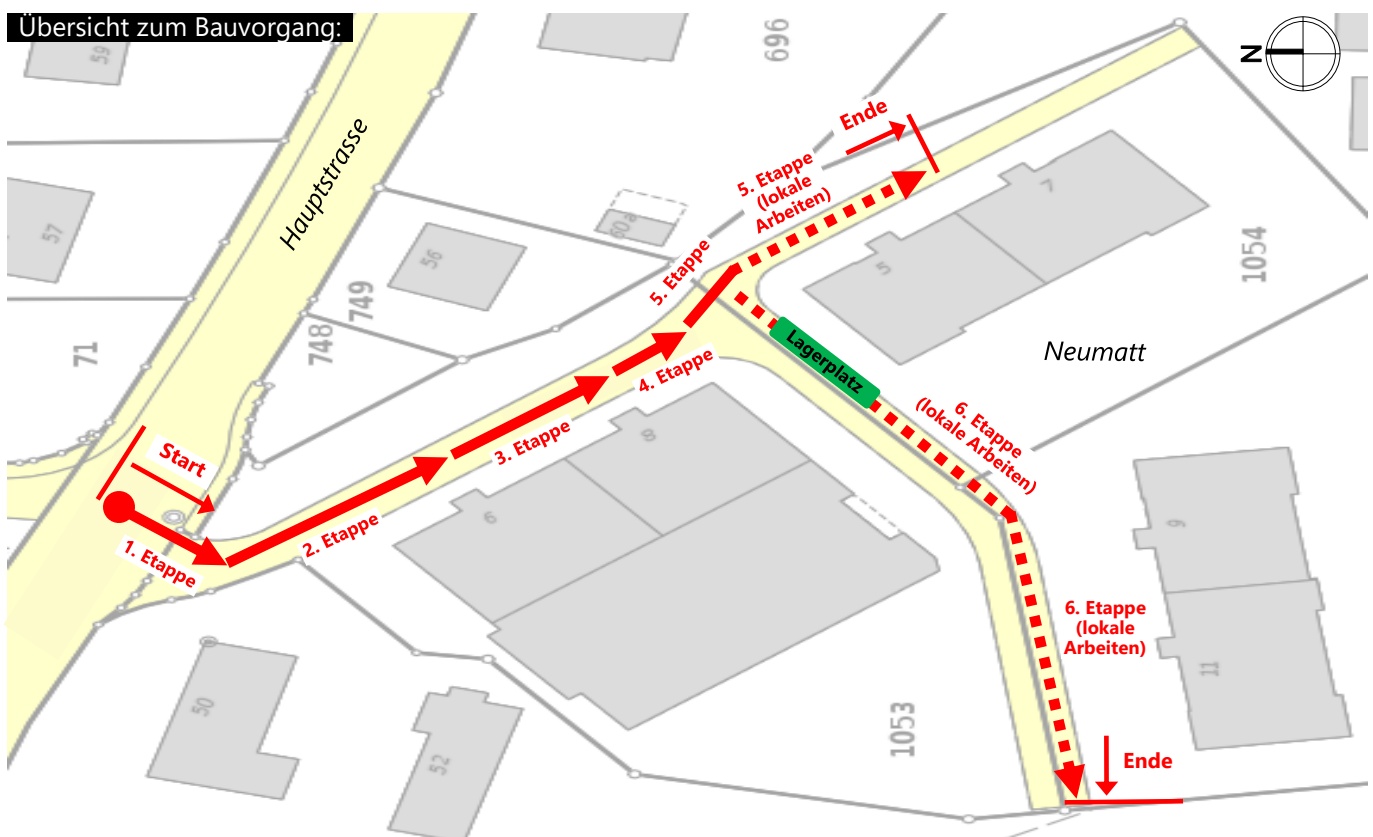 Übersicht zum Bauvorgang:
59
696
N
Hauptstrasse
Ende
5. Etappe
(lokale
Arbeiten)
7
57
60a
56
5
1054
5. Etappe
749
748
71
Lagerplatz
Neumatt
4. Etappe
Start
3. Etappe
8
6. Etappe
(lokale Arbeiten)
6
2. Etappe
1. Etappe
9
6. Etappe
(lokale
Arbeiten)
11
50
52
1053
Ende